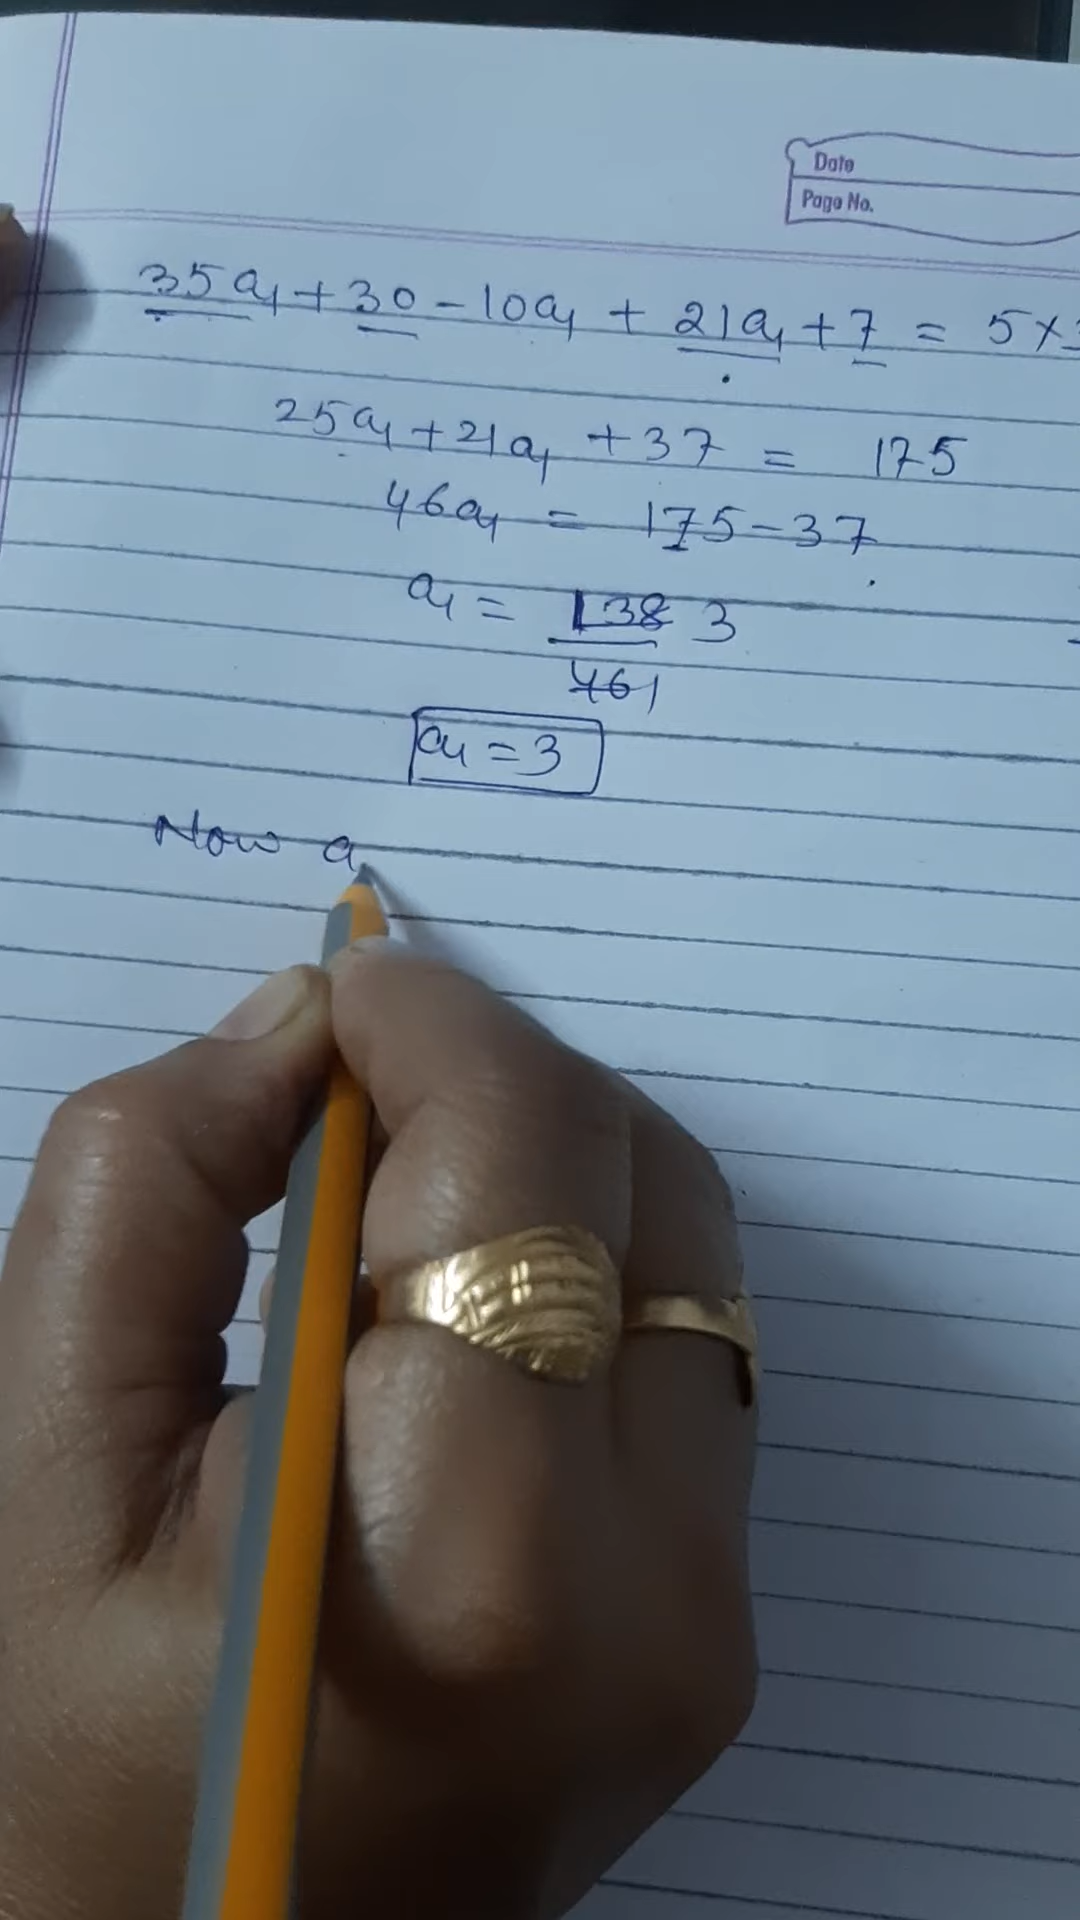 Date
Page No.
35a₁ + 30 - 10a₁ + 21a₁ + 7 = 5×
25a₁ + 21a₁ + 37 = 175
46a₁ = 175 - 37
a₁ = 138 3
461
a₁ = 3
Now a